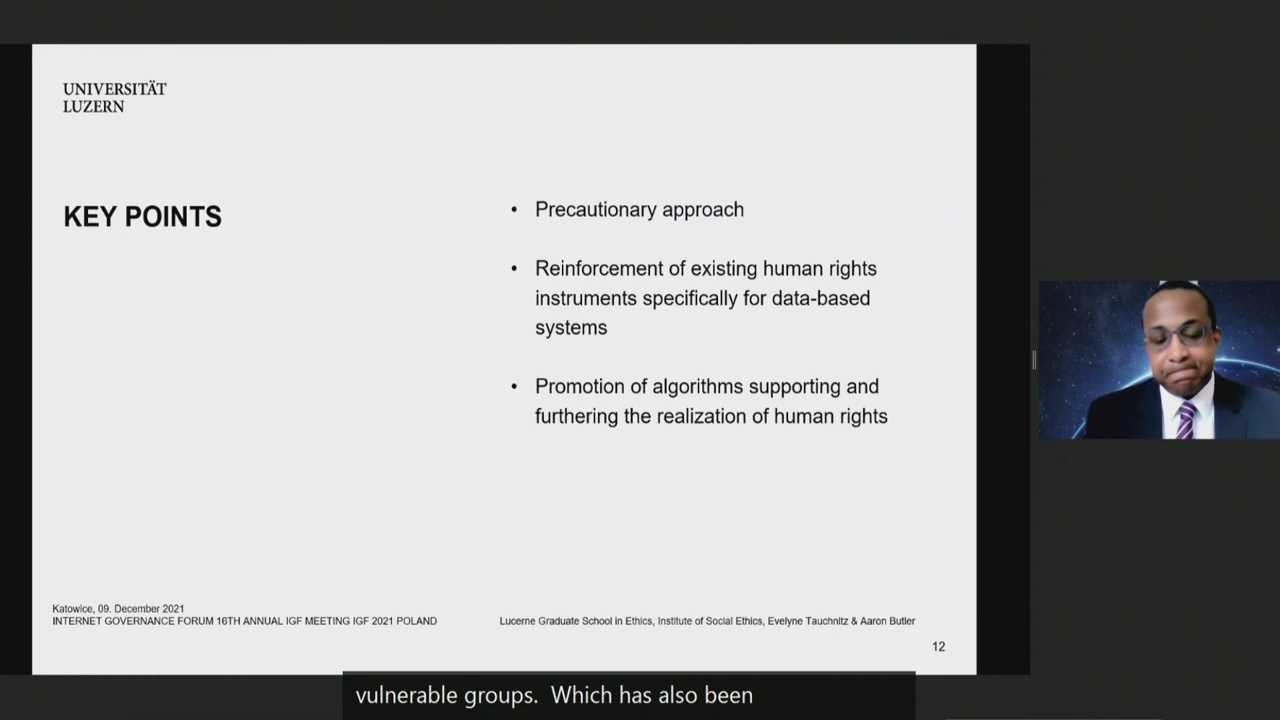 UNIVERSITÄT
LUZERN
KEY POINTS
• Precautionary approach
• Reinforcement of existing human rights
instruments specifically for data-based
systems
• Promotion of algorithms supporting and
furthering the realization of human rights
Katowice, 09. December 2021
INTERNET GOVERNANCE FORUM 16TH ANNUAL IGF MEETING IGF 2021 POLAND
Lucerne Graduate School in Ethics, Institute of Social Ethics, Evelyne Tauchnitz & Aaron Butler
12
vulnerable groups.  Which has also been